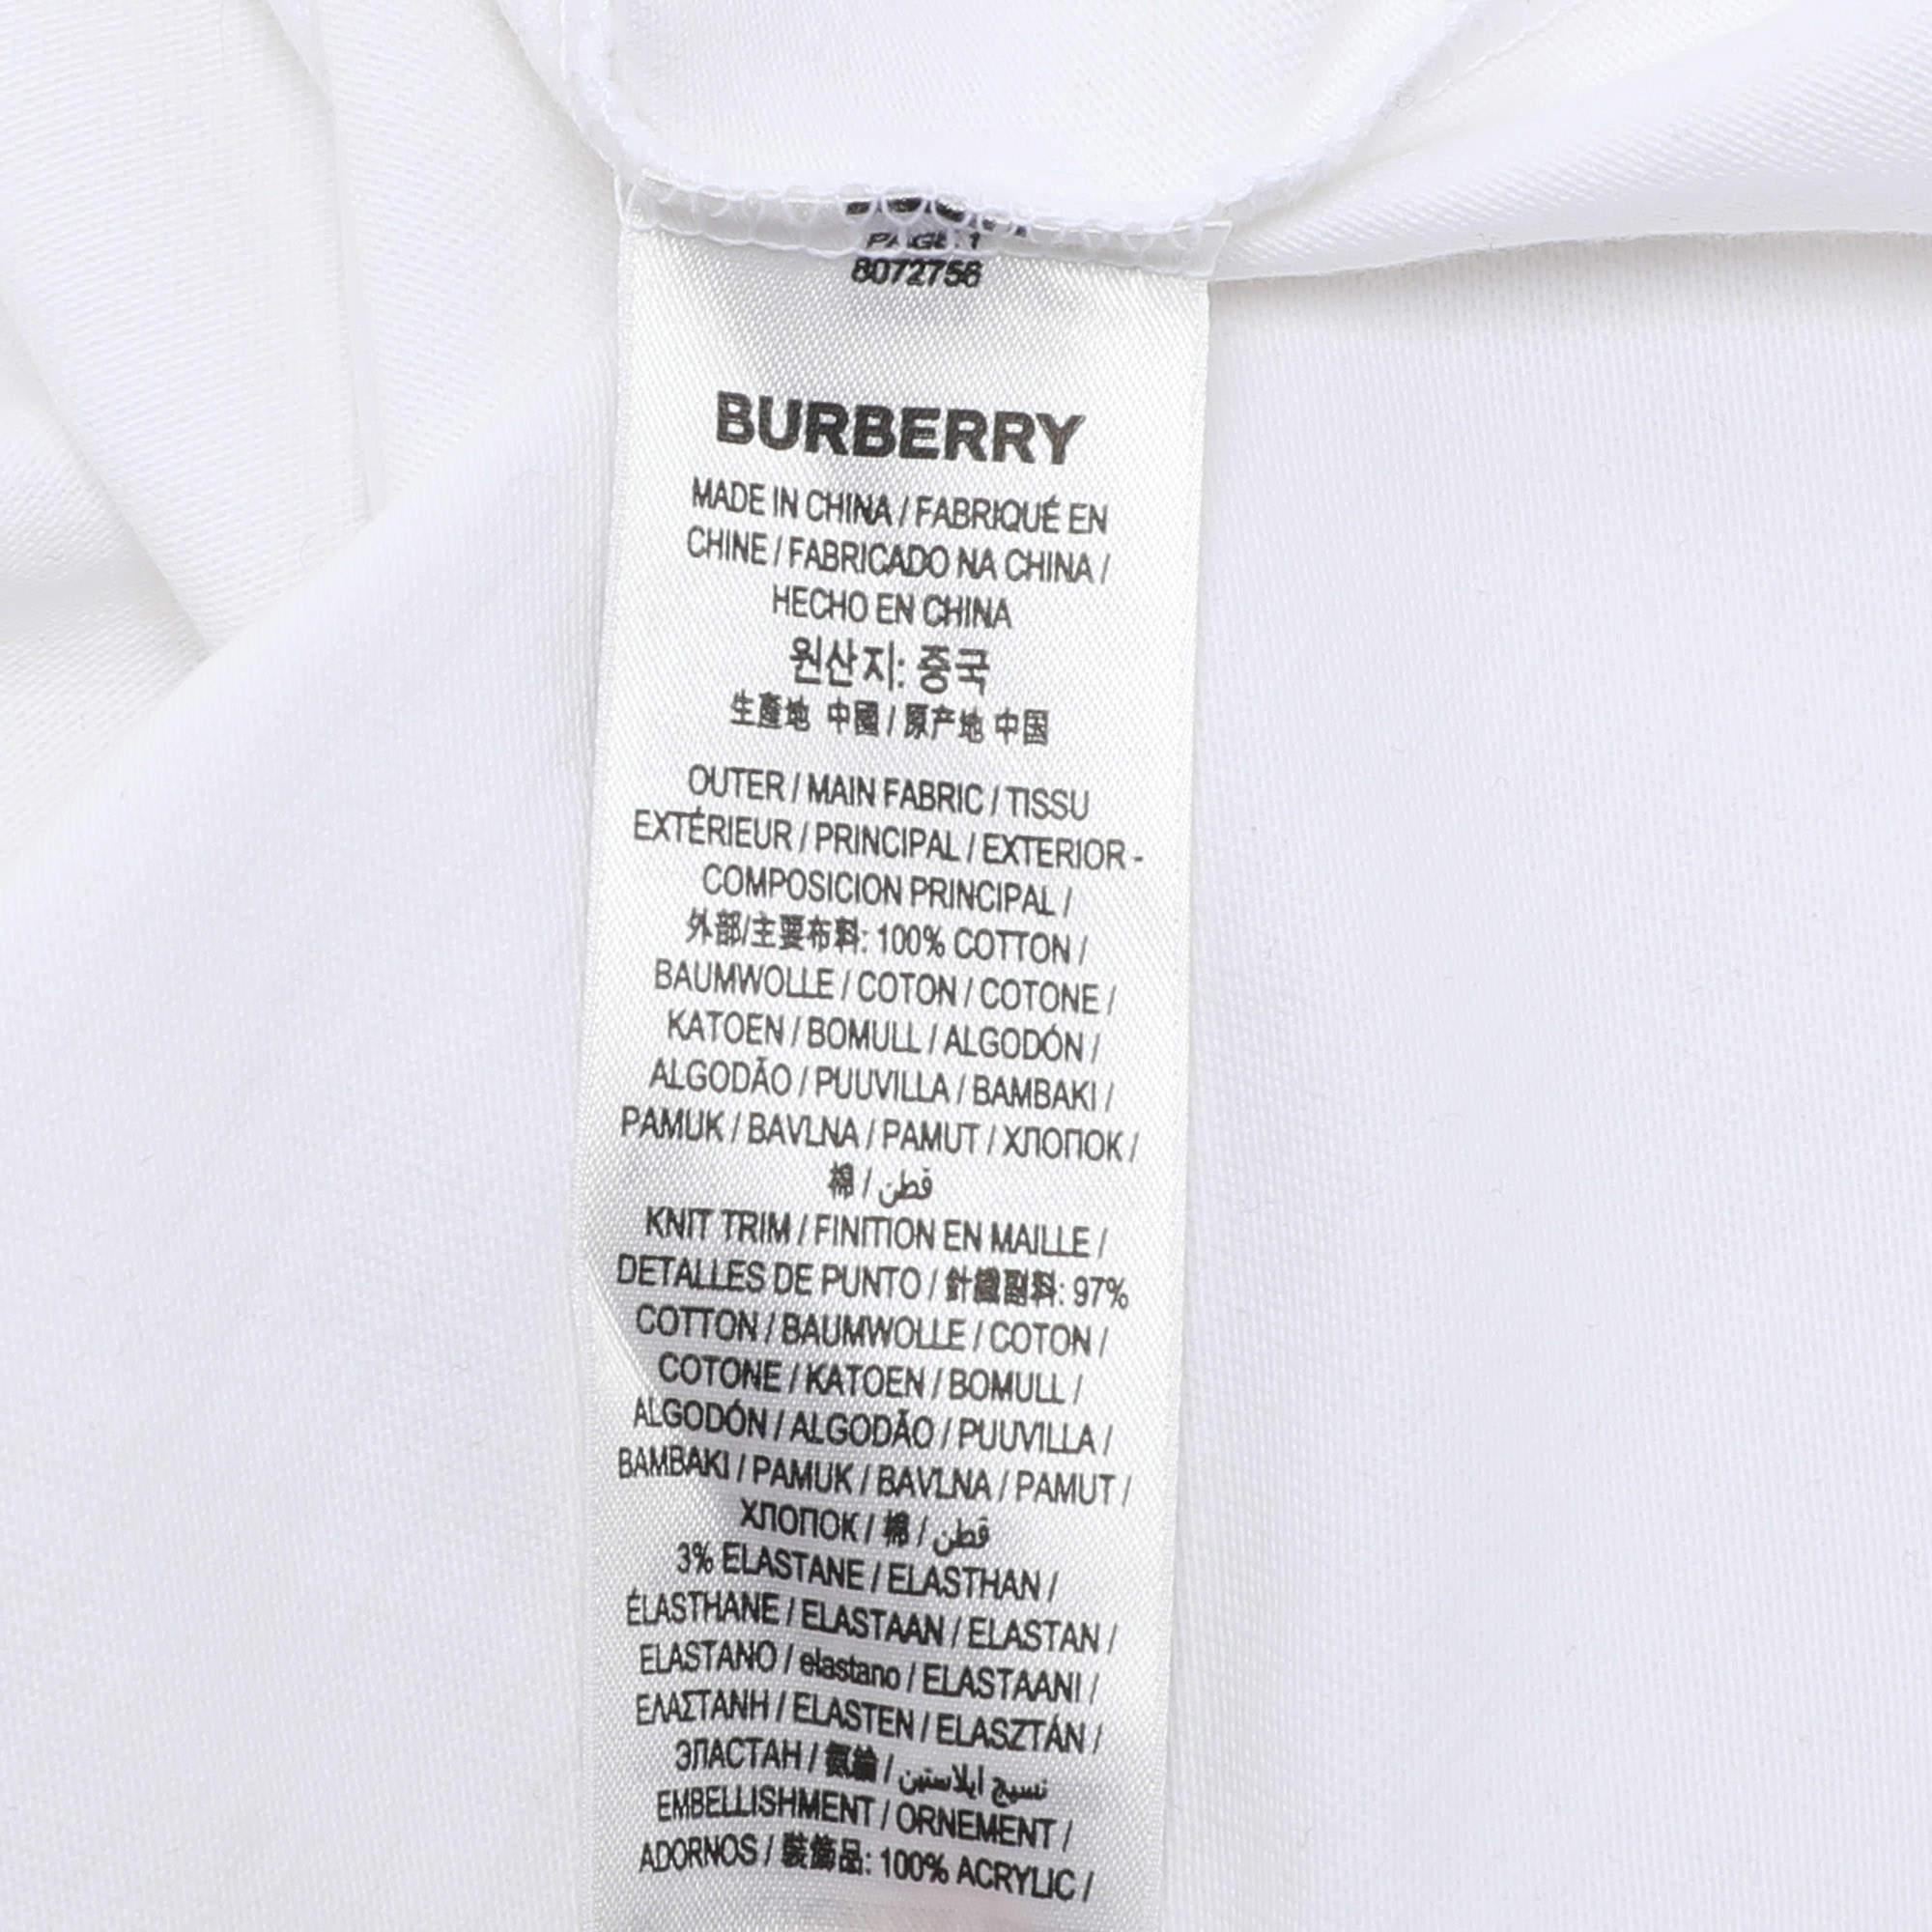 PAGE: 1
8072756
BURBERRY
MADE IN CHINA / FABRIQUÉ EN
CHINE / FABRICADO NA CHINA /
HECHO EN CHINA
원산지: 중국
生產地 中國 / 原产地 中国
OUTER / MAIN FABRIC / TISSU
EXTÉRIEUR / PRINCIPAL / EXTERIOR -
COMPOSICION PRINCIPAL /
外部/主要布料: 100% COTTON /
BAUMWOLLE / COTON / COTONE /
KATOEN / BOMULL / ALGODÓN /
ALGODÃO / PUUVILLA / BAMBAKI /
PAMUK / BAVLNA / PAMUT / ХЛОПОК /
棉 / قطن
KNIT TRIM / FINITION EN MAILLE /
DETALLES DE PUNTO / 針織副料: 97%
COTTON / BAUMWOLLE / COTON /
COTONE / KATOEN / BOMULL /
ALGODÓN / ALGODÃO / PUUVILLA /
BAMBAKI / PAMUK / BAVLNA / PAMUT /
ХЛОПОК / 棉 / قطن
3% ELASTANE / ELASTHAN /
ÉLASTHANE / ELASTAAN / ELASTAN /
ELASTANO / elastano / ELASTAANI /
ΕΛΑΣΤΑΝΗ / ELASTEN / ELASZTÁN /
ЭЛАСТАН / 氨綸 / نسيج ايلاستين
EMBELLISHMENT / ORNEMENT /
ADORNOS / 裝飾品: 100% ACRYLIC /